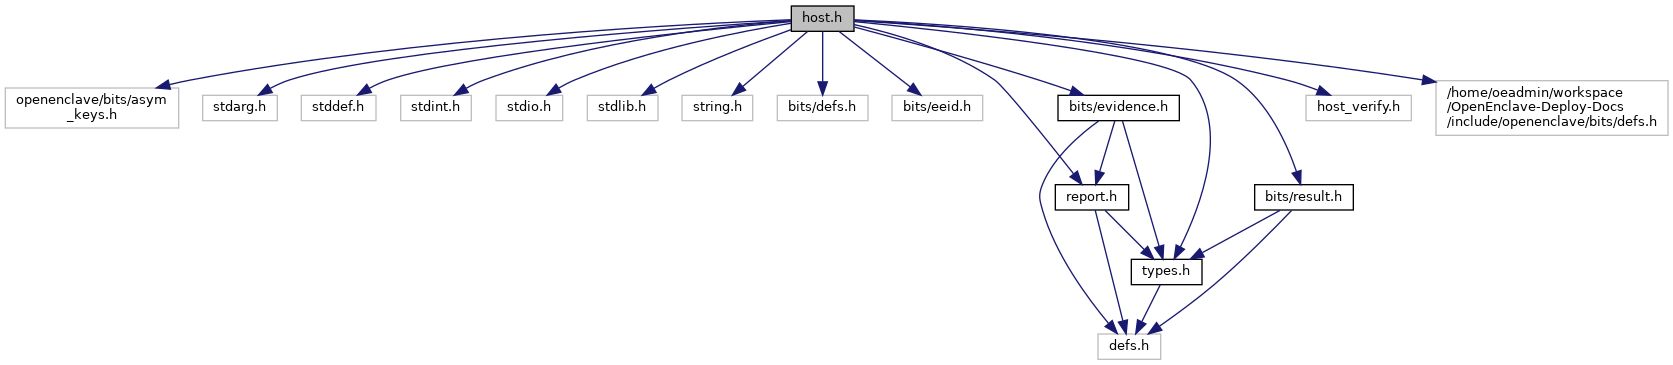 host.h
openenclave/bits/asym
_keys.h
stdarg.h
stddef.h
stdint.h
stdio.h
stdlib.h
string.h
bits/defs.h
bits/eeid.h
bits/evidence.h
host_verify.h
/home/oeadmin/workspace
/OpenEnclave-Deploy-Docs
/include/openenclave/bits/defs.h
report.h
bits/result.h
types.h
defs.h